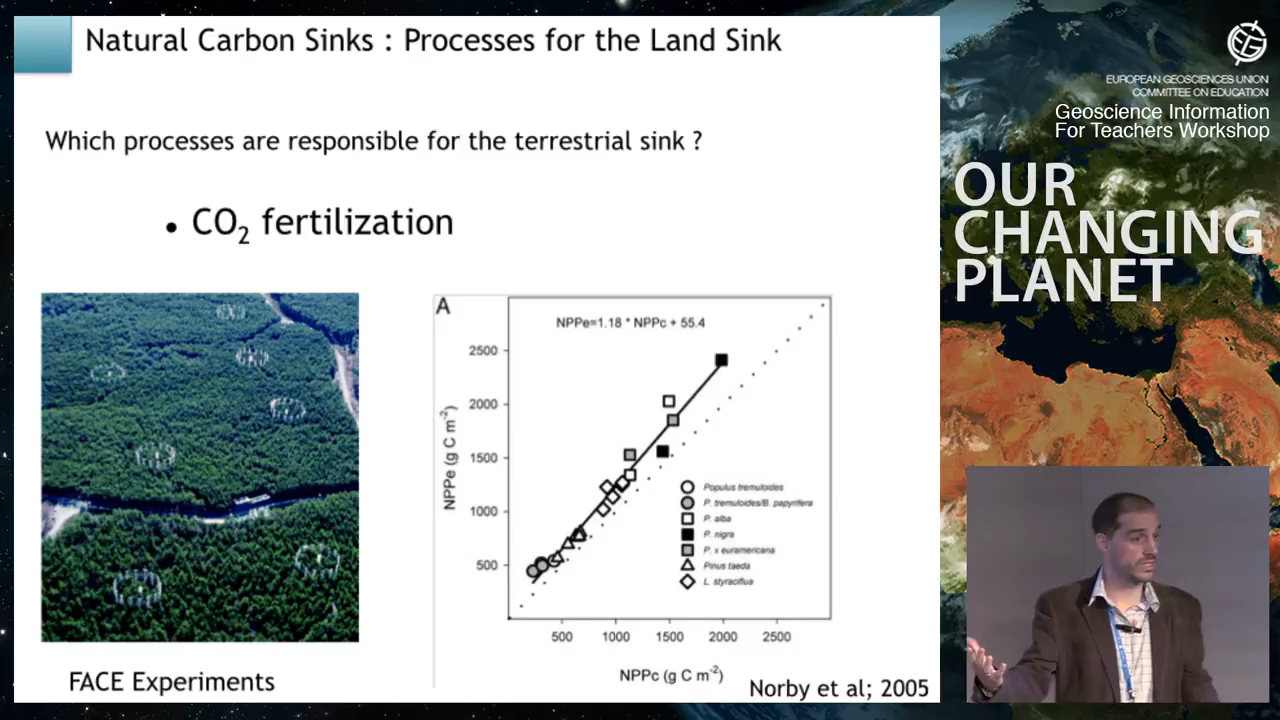 Natural Carbon Sinks : Processes for the Land Sink
Which processes are responsible for the terrestrial sink ?
• CO₂ fertilization
A
NPPe=1.18 * NPPc + 55.4
2500
2000
1500
1000
500
NPPe (g C m⁻²)
Populus tremuloides
P. tremuloides/B. papyrifera
P. alba
P. nigra
P. x euramericana
Pinus taeda
L. styraciflua
500 1000 1500 2000 2500
NPPc (g C m⁻²)
FACE Experiments
Norby et al; 2005
EUROPEAN GEOSCIENCES UNION
COMMITTEE ON EDUCATION
Geoscience Information
For Teachers Workshop
OUR
CHANGING
PLANET